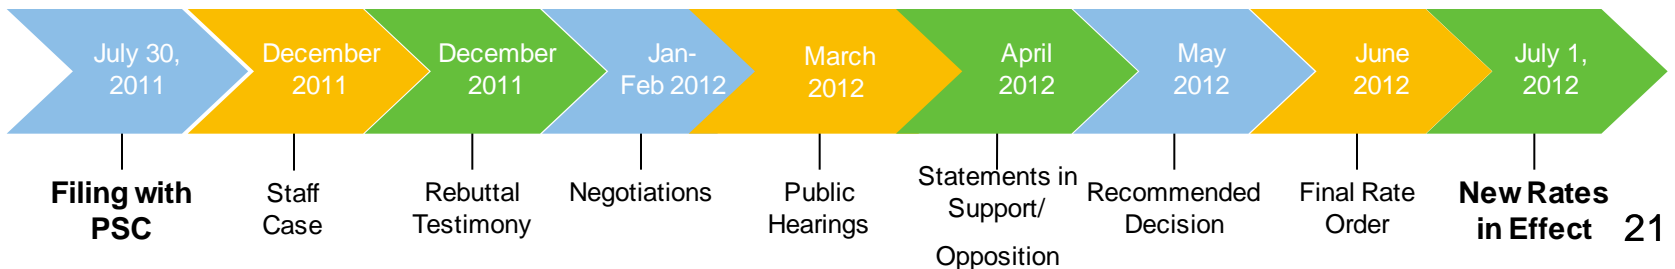 July 30,
2011
December
2011
December
2011
Jan-
Feb 2012
March
2012
April
2012
May
2012
June
2012
July 1,
2012
Filing with
PSC
Staff
Case
Rebuttal
Testimony
Negotiations
Public
Hearings
Statements in
Support/
Opposition
Recommended
Decision
Final Rate
Order
New Rates
in Effect
21